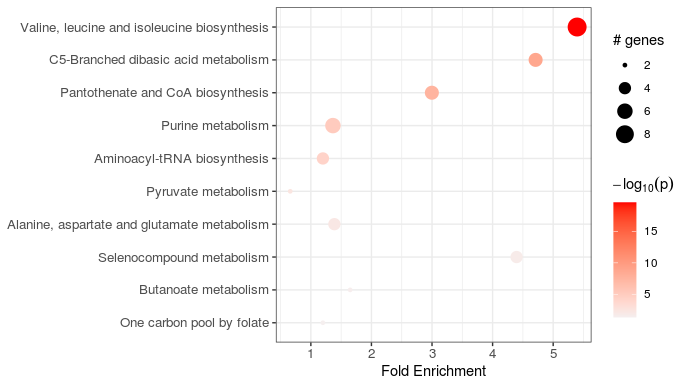 Valine, leucine and isoleucine biosynthesis
C5-Branched dibasic acid metabolism
Pantothenate and CoA biosynthesis
Purine metabolism
Aminoacyl-tRNA biosynthesis
Pyruvate metabolism
Alanine, aspartate and glutamate metabolism
Selenocompound metabolism
Butanoate metabolism
One carbon pool by folate
1 2 3 4 5
Fold Enrichment
# genes
2
4
6
8
−log₁₀(p)
15
10
5